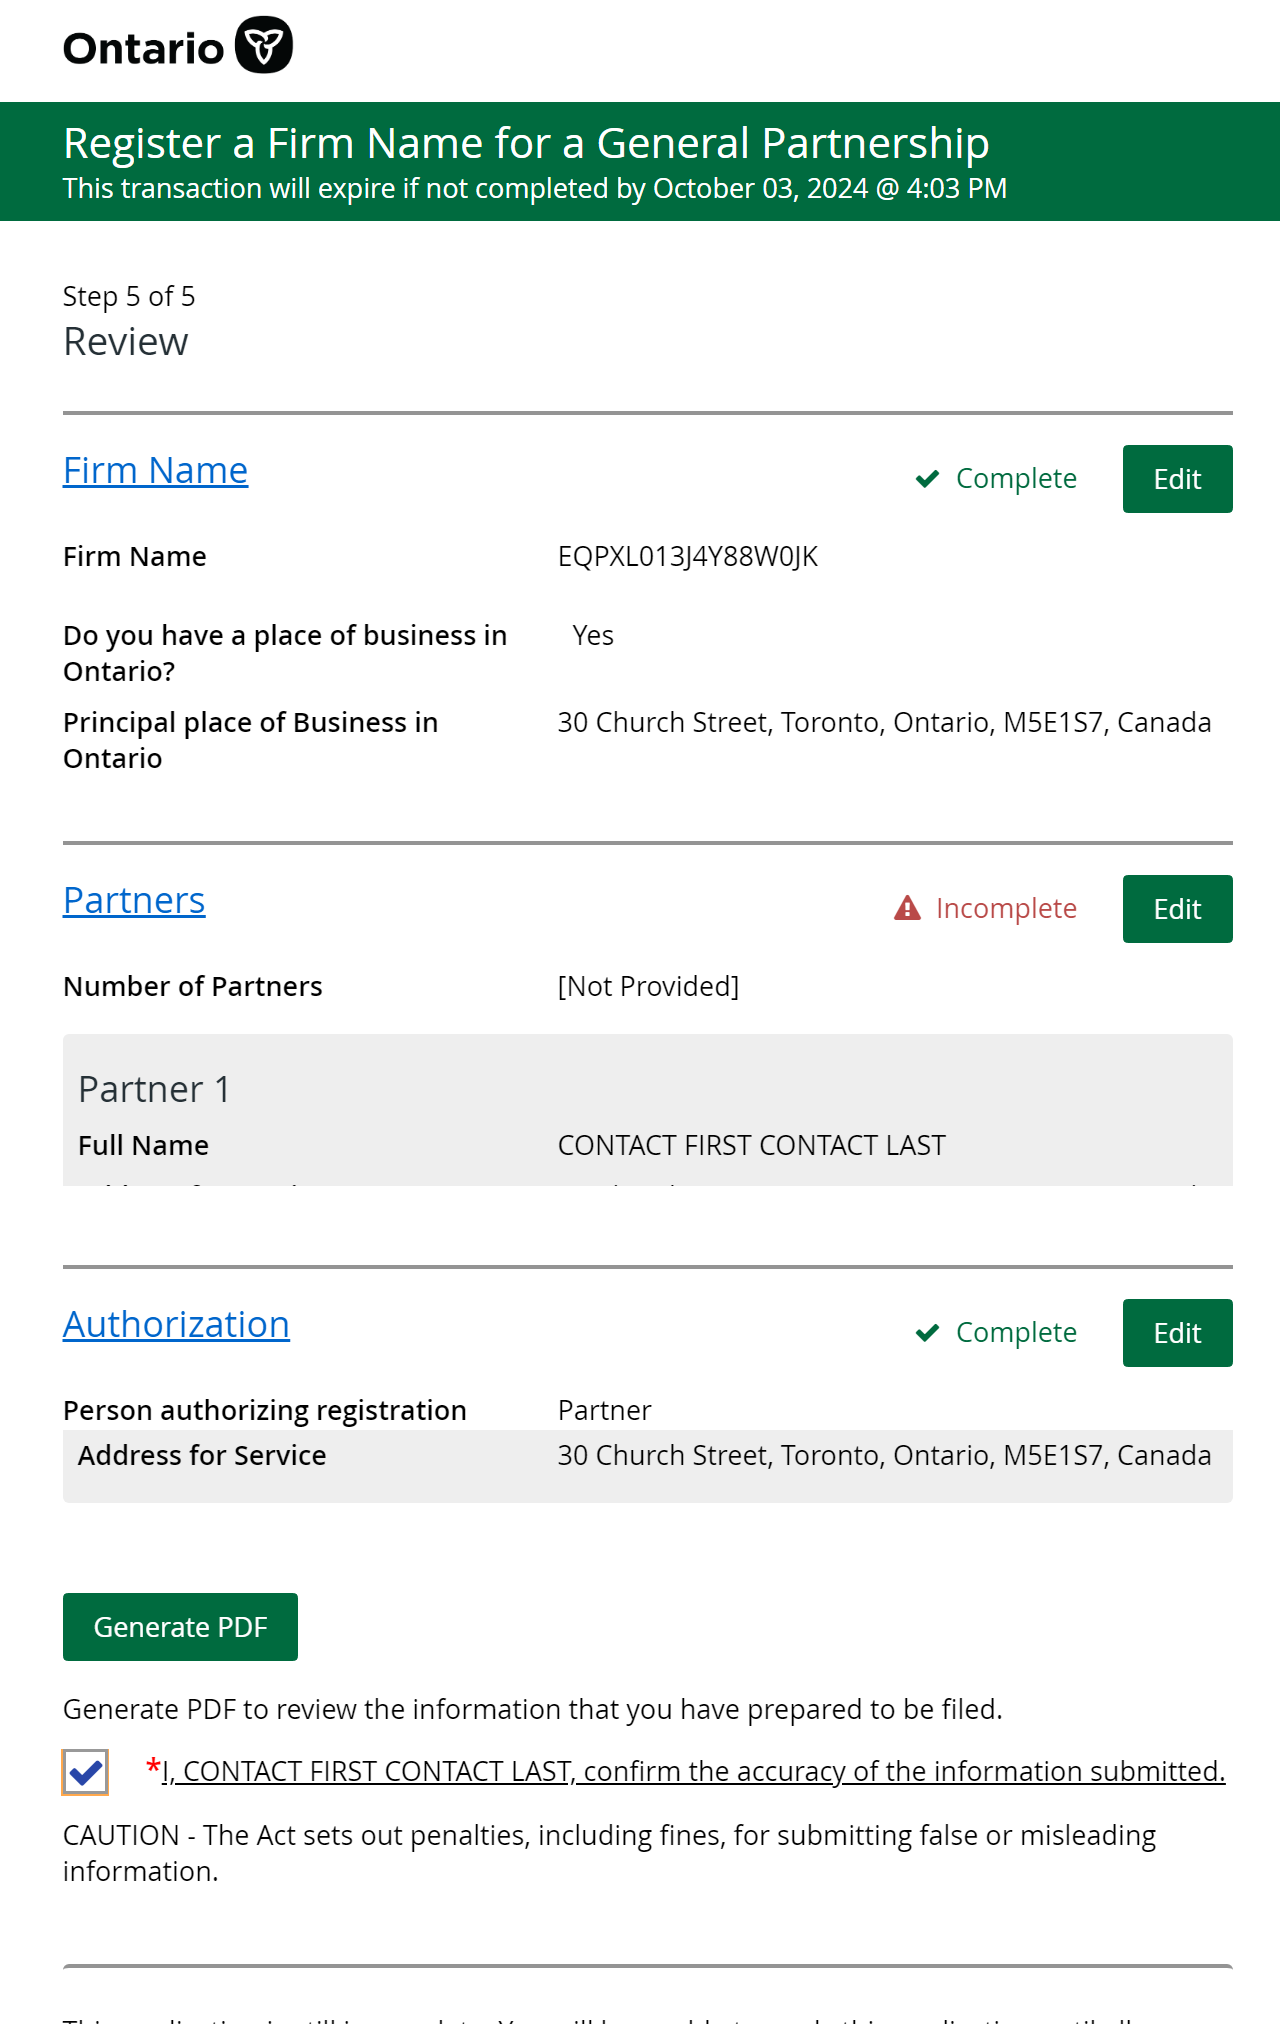 Ontario
Register a Firm Name for a General Partnership
This transaction will expire if not completed by October 03, 2024 @ 4:03 PM
Step 5 of 5
Review
Firm Name
Complete
Edit
Firm Name
EQPXL013J4Y88W0JK
Do you have a place of business in
Ontario?
Yes
Principal place of Business in
Ontario
30 Church Street, Toronto, Ontario, M5E1S7, Canada
Partners
Incomplete
Edit
Number of Partners
[Not Provided]
Partner 1
Full Name
CONTACT FIRST CONTACT LAST
Authorization
Complete
Edit
Person authorizing registration
Partner
Address for Service
30 Church Street, Toronto, Ontario, M5E1S7, Canada
Generate PDF
Generate PDF to review the information that you have prepared to be filed.
*I, CONTACT FIRST CONTACT LAST, confirm the accuracy of the information submitted.
CAUTION - The Act sets out penalties, including fines, for submitting false or misleading
information.